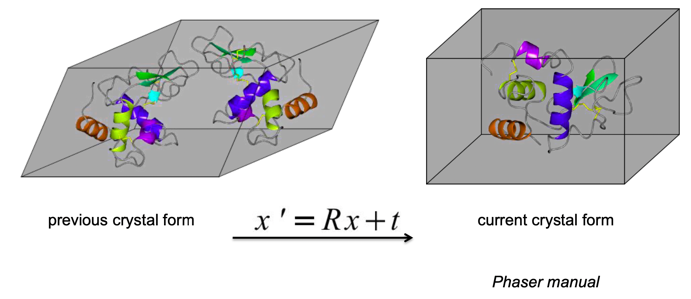 previous crystal form
x ' = Rx + t
current crystal form
Phaser manual